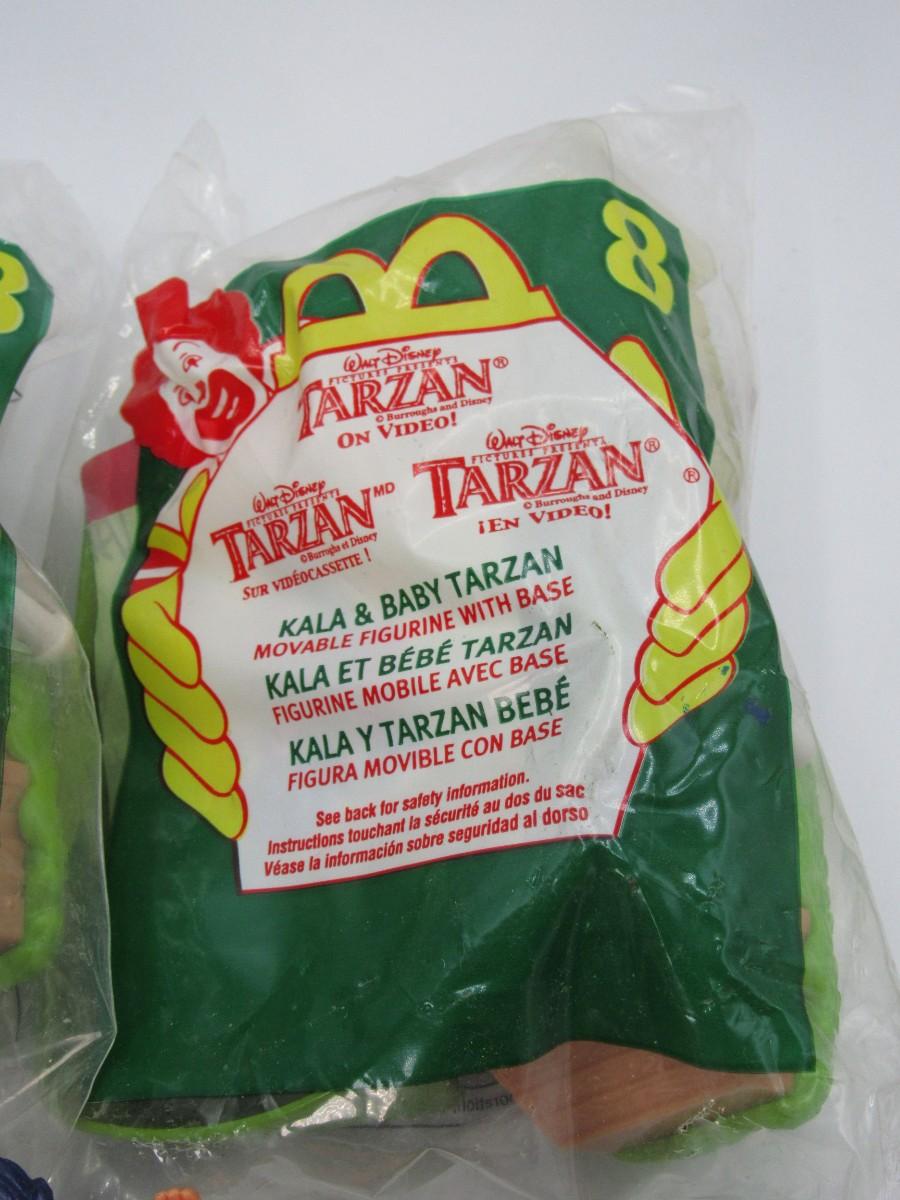 8
8
WALT DISNEY
PICTURES PRESENTS
TARZAN®
© Burroughs and Disney
ON VIDEO!
WALT DISNEY
PICTURES PRESENTA
TARZAN®
®
© Burroughs and Disney
¡EN VIDEO!
WALT DISNEY
PICTURES PRÉSENTE
TARZAN MD
© Burroughs et Disney
SUR VIDÉOCASSETTE !
KALA & BABY TARZAN
MOVABLE FIGURINE WITH BASE
KALA ET BÉBÉ TARZAN
FIGURINE MOBILE AVEC BASE
KALA Y TARZAN BEBÉ
FIGURA MOVIBLE CON BASE
See back for safety information.
Instructions touchant la sécurité au dos du sac
Véase la información sobre seguridad al dorso